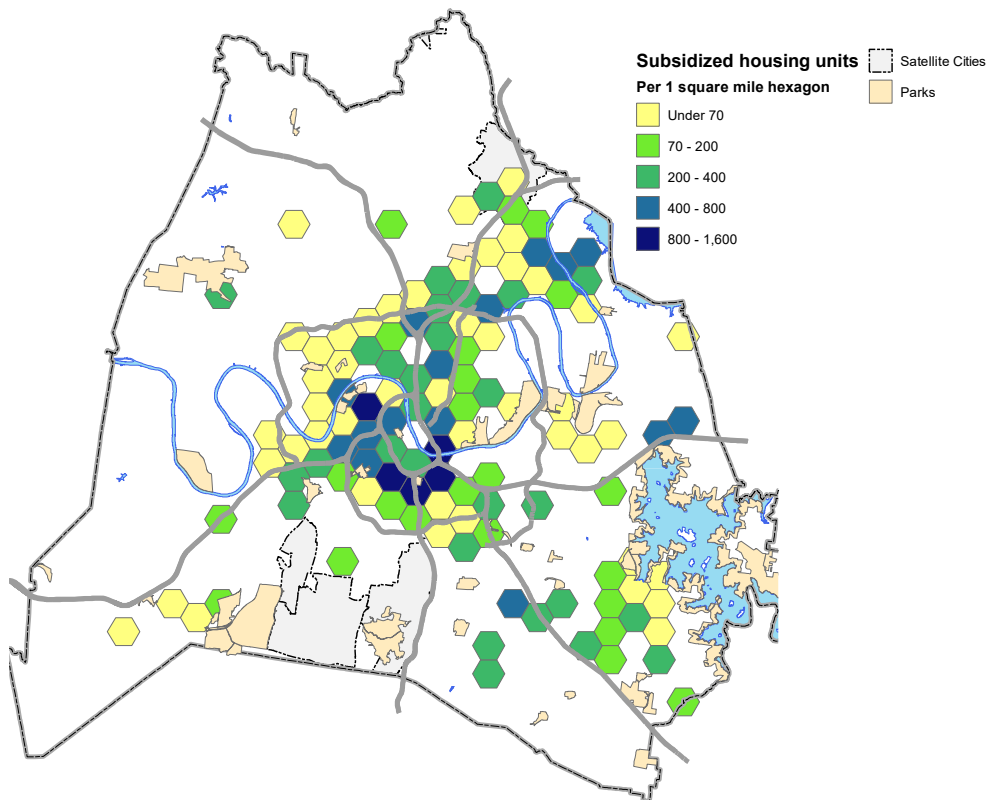 Subsidized housing units
Per 1 square mile hexagon
Under 70
70 - 200
200 - 400
400 - 800
800 - 1,600
Satellite Cities
Parks